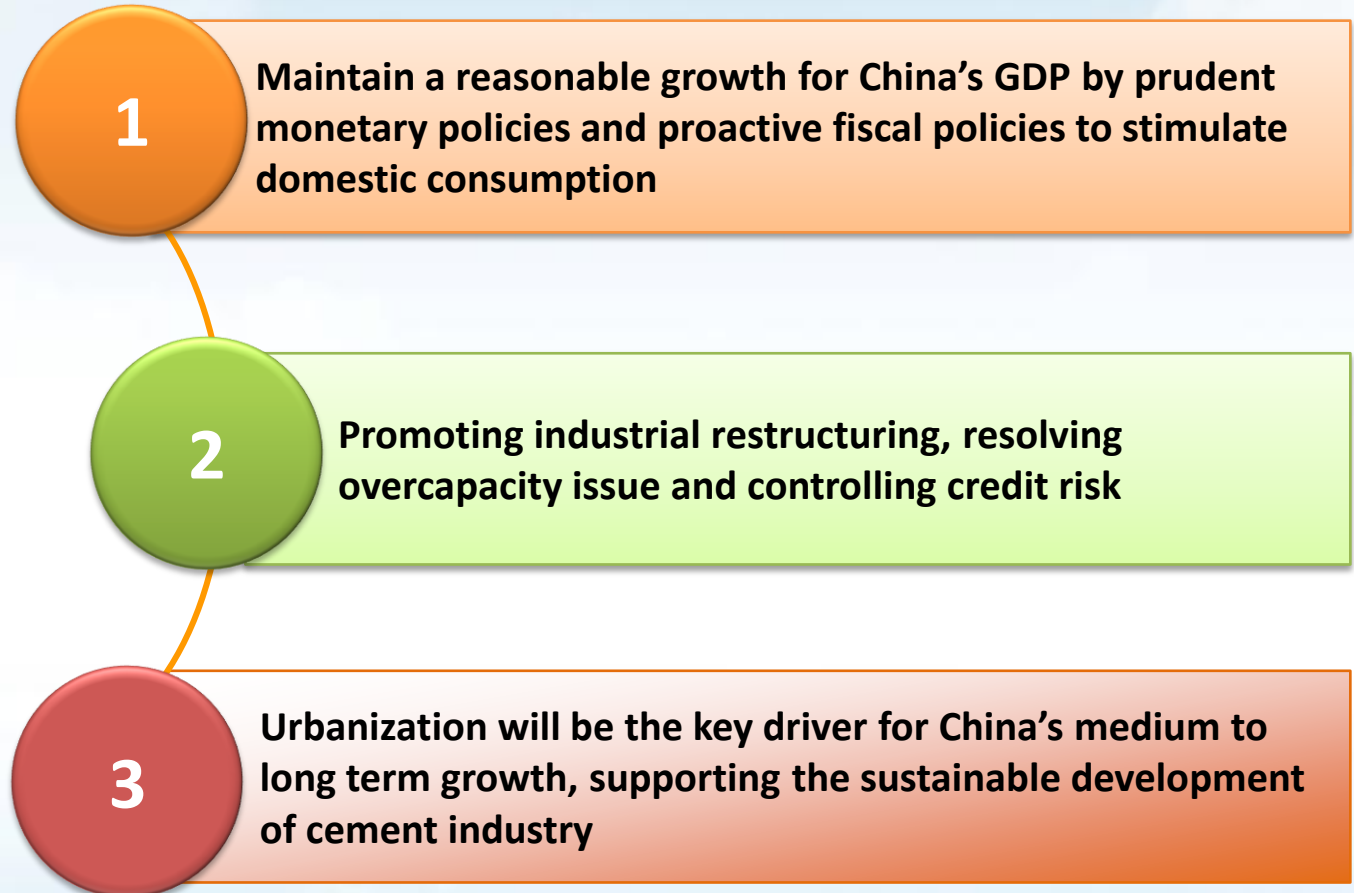 1
Maintain a reasonable growth for China’s GDP by prudent
monetary policies and proactive fiscal policies to stimulate
domestic consumption
2
Promoting industrial restructuring, resolving
overcapacity issue and controlling credit risk
3
Urbanization will be the key driver for China’s medium to
long term growth, supporting the sustainable development
of cement industry